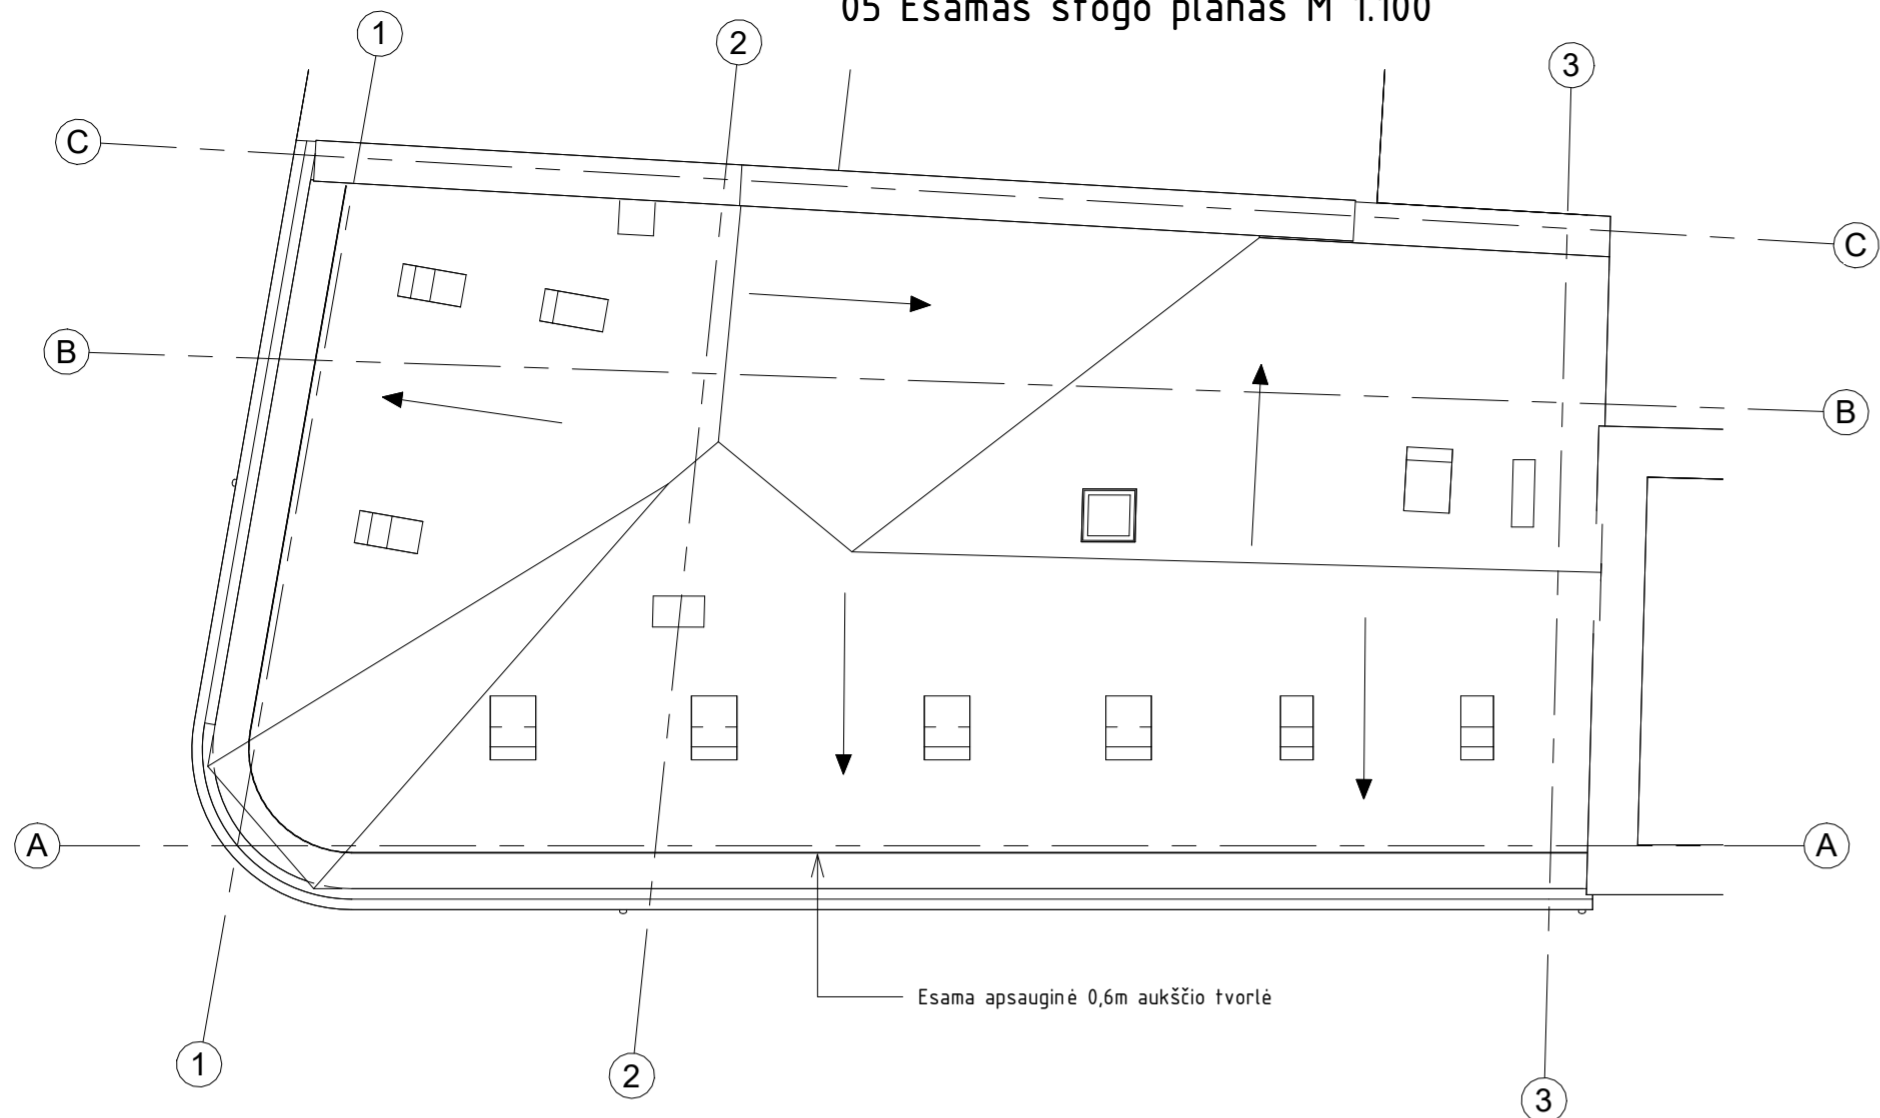 05 Esamas stogo planas M 1:100
1
2
3
C
C
B
B
A
A
Esama apsauginė 0,6m aukščio tvorlė
1
2
3